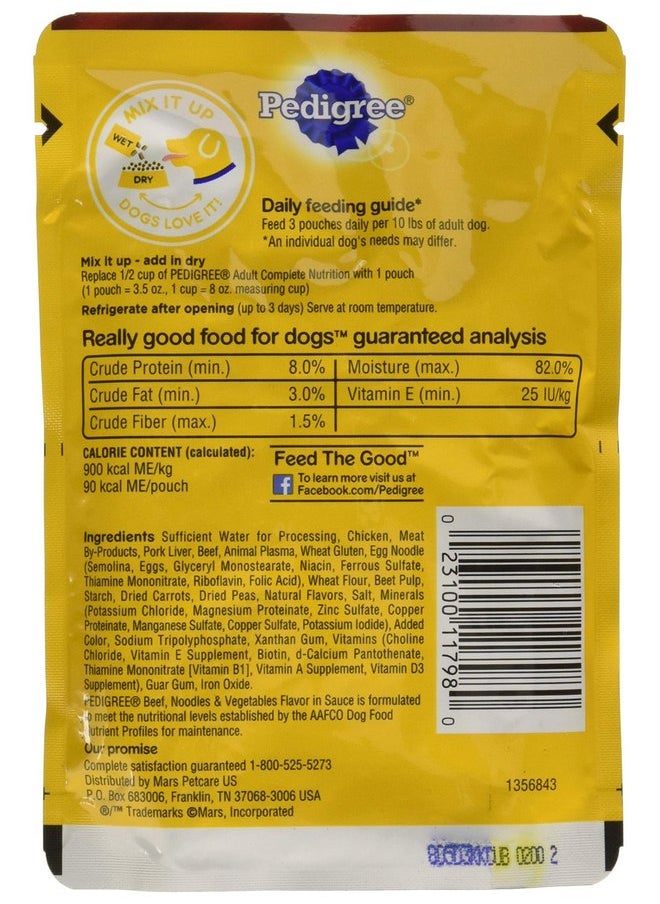 MIX IT UP
WET
DRY
DOGS LOVE IT!
Pedigree®
Daily feeding guide*
Feed 3 pouches daily per 10 lbs of adult dog.
*An individual dog's needs may differ.
Mix it up - add in dry
Replace 1/2 cup of PEDIGREE® Adult Complete Nutrition with 1 pouch
(1 pouch = 3.5 oz., 1 cup = 8 oz. measuring cup)
Refrigerate after opening (up to 3 days) Serve at room temperature.
Really good food for dogs™ guaranteed analysis
Crude Protein (min.) 8.0% Moisture (max.) 82.0%
Crude Fat (min.) 3.0% Vitamin E (min.) 25 IU/kg
Crude Fiber (max.) 1.5%
CALORIE CONTENT (calculated):
900 kcal ME/kg
90 kcal ME/pouch
Feed The Good™
f To learn more visit us at
Facebook.com/Pedigree
Ingredients Sufficient Water for Processing, Chicken, Meat
By-Products, Pork Liver, Beef, Animal Plasma, Wheat Gluten, Egg Noodle
(Semolina, Eggs, Glyceryl Monostearate, Niacin, Ferrous Sulfate,
Thiamine Mononitrate, Riboflavin, Folic Acid), Wheat Flour, Beet Pulp,
Starch, Dried Carrots, Dried Peas, Natural Flavors, Salt, Minerals
(Potassium Chloride, Magnesium Proteinate, Zinc Sulfate, Copper
Proteinate, Manganese Sulfate, Copper Sulfate, Potassium Iodide), Added
Color, Sodium Tripolyphosphate, Xanthan Gum, Vitamins (Choline
Chloride, Vitamin E Supplement, Biotin, d-Calcium Pantothenate,
Thiamine Mononitrate [Vitamin B1], Vitamin A Supplement, Vitamin D3
Supplement), Guar Gum, Iron Oxide.
PEDIGREE® Beef, Noodles & Vegetables Flavor in Sauce is formulated
to meet the nutritional levels established by the AAFCO Dog Food
Nutrient Profiles for maintenance.
Our promise
Complete satisfaction guaranteed 1-800-525-5273
Distributed by Mars Petcare US
P.O. Box 683006, Franklin, TN 37068-3006 USA
®/™ Trademarks ©Mars, Incorporated
0 23100 11798 0
1356843
0200 2